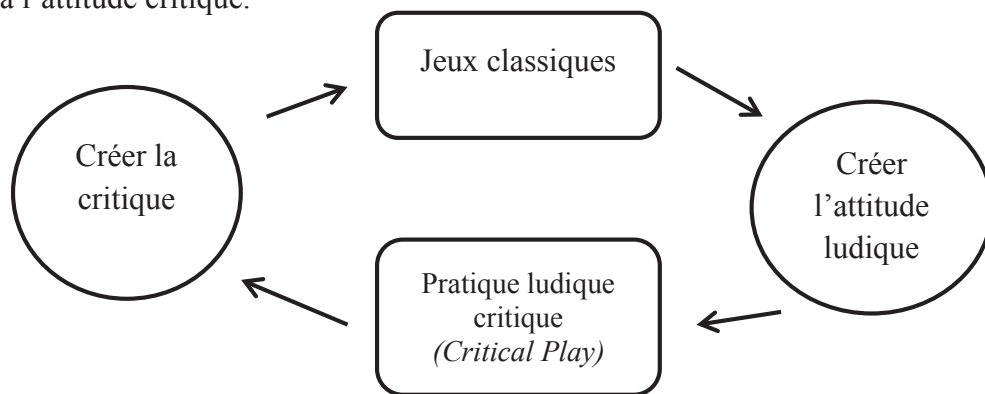 à l’attitude critique.
Jeux classiques
Créer la
critique
Créer
l’attitude
ludique
Pratique ludique
critique
(Critical Play)